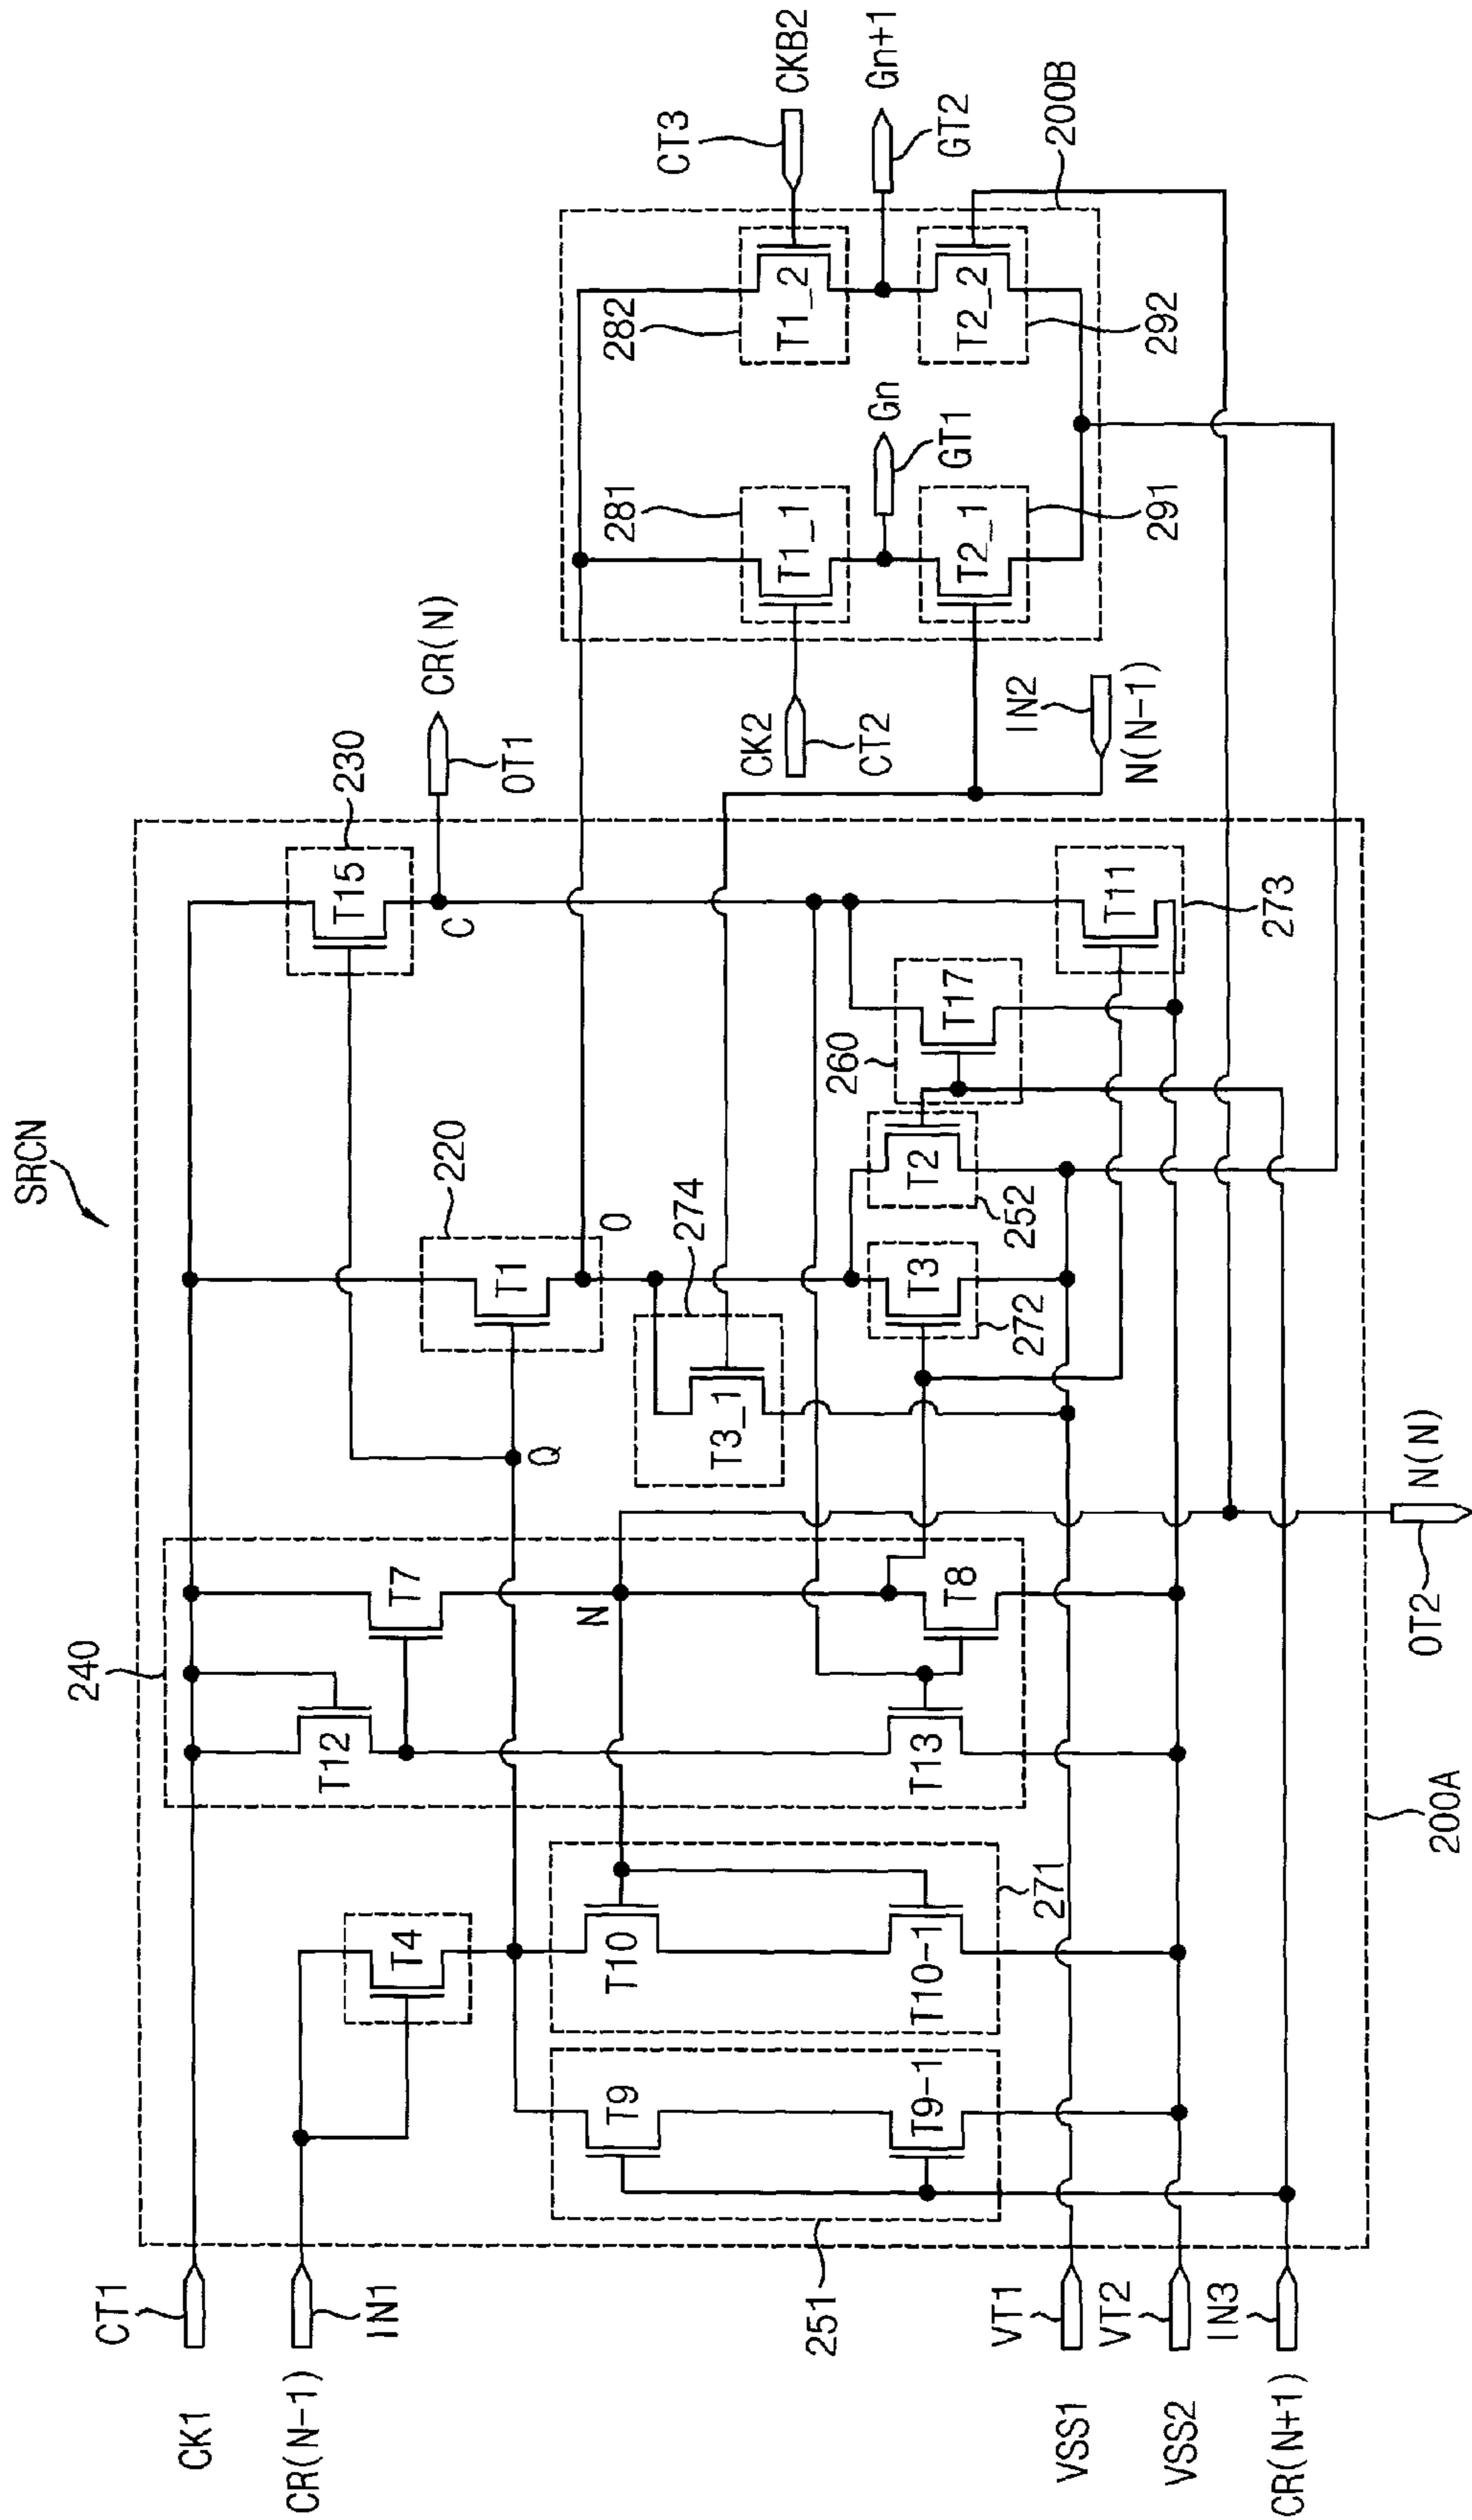 SRCN
CT1
CK1
CR(N-1)
IN1
240
T12
T7
T4
Q
220
T1
O
230
T15
C
CR(N)
OT1
274
T3_1
N
T10
T10-1
271
T9
T9-1
251
T13
T8
T3
272
T2
252
260
T17
T11
273
VT1
VSS1
VT2
VSS2
IN3
CR(N+1)
200A
OT2
N(N)
IN2
N(N-1)
CK2
CT2
281
T1_1
282
T1_2
CT3
CKB2
Gn
GT1
Gn+1
GT2
T2_1
291
T2_2
292
200B